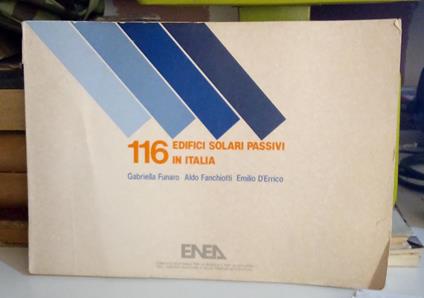 116 EDIFICI SOLARI PASSIVI
IN ITALIA
Gabriella Funaro Aldo Fanchiotti Emilio D'Errico
ENEA